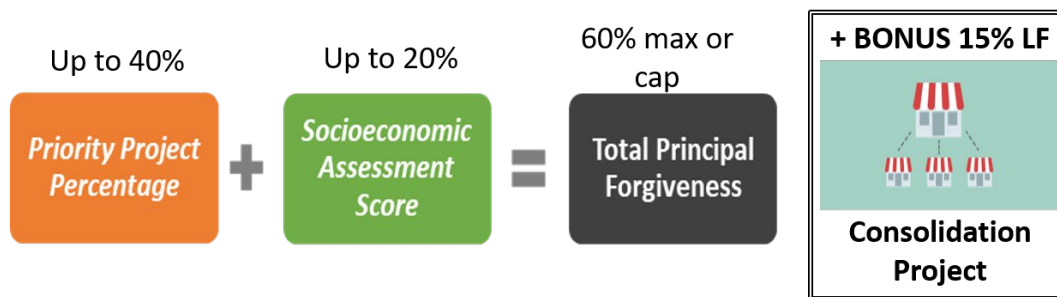 Up to 40%
Priority Project
Percentage
+
Up to 20%
Socioeconomic
Assessment
Score
=
60% max or
cap
Total Principal
Forgiveness
+ BONUS 15% LF
Consolidation
Project